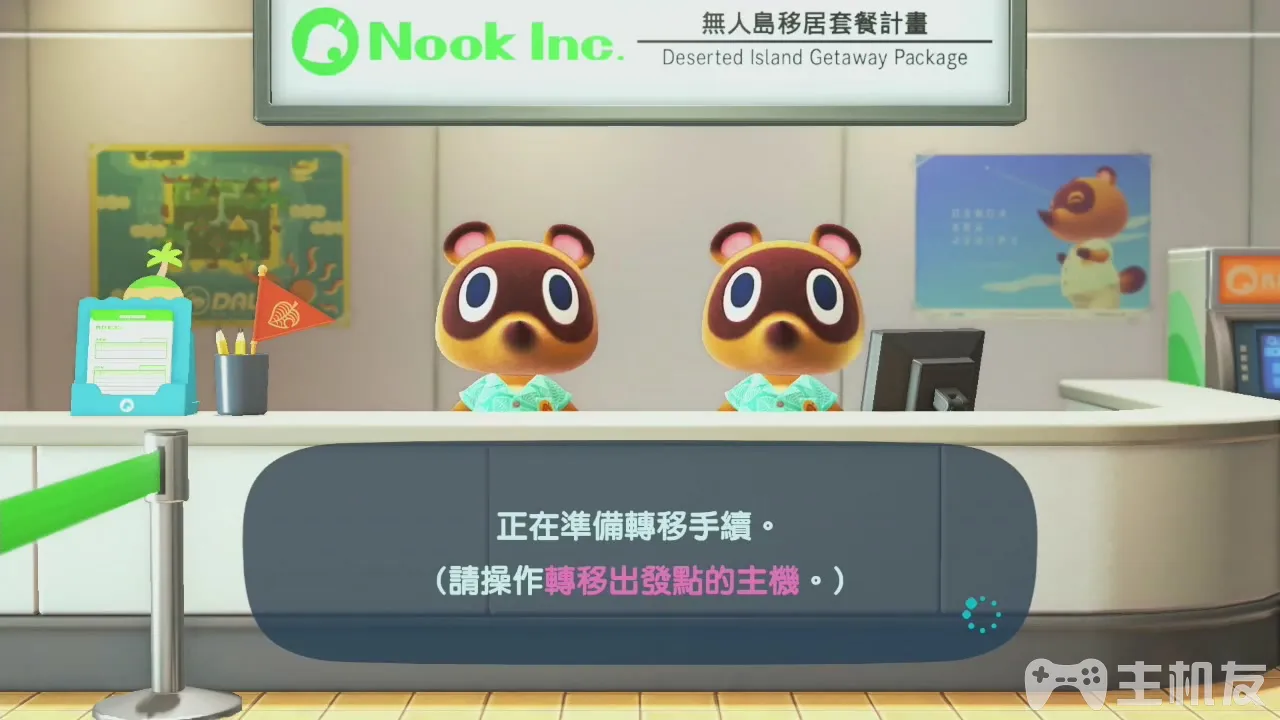 Nook Inc.
無人島移居套餐計畫
Deserted Island Getaway Package
DAL
正在準備轉移手續。
（請操作轉移出發點的主機。）
主机友